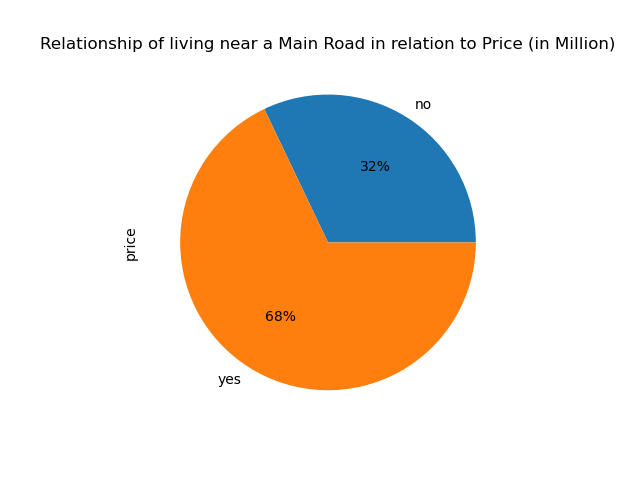 Relationship of living near a Main Road in relation to Price (in Million)
no
32%
price
68%
yes